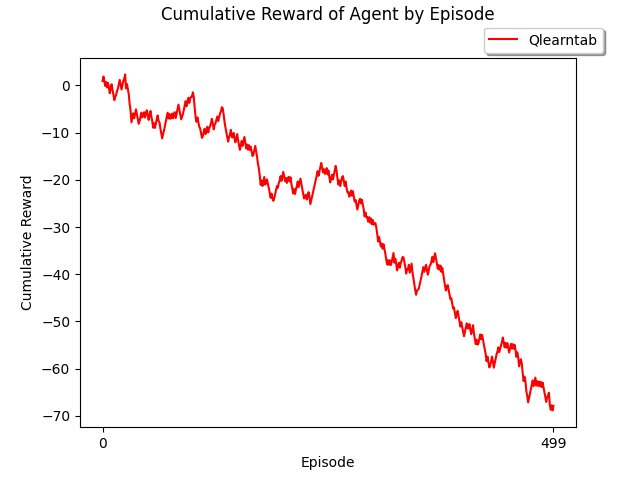 Cumulative Reward of Agent by Episode
Qlearntab
0
−10
−20
−30
−40
−50
−60
−70
Cumulative Reward
0
499
Episode